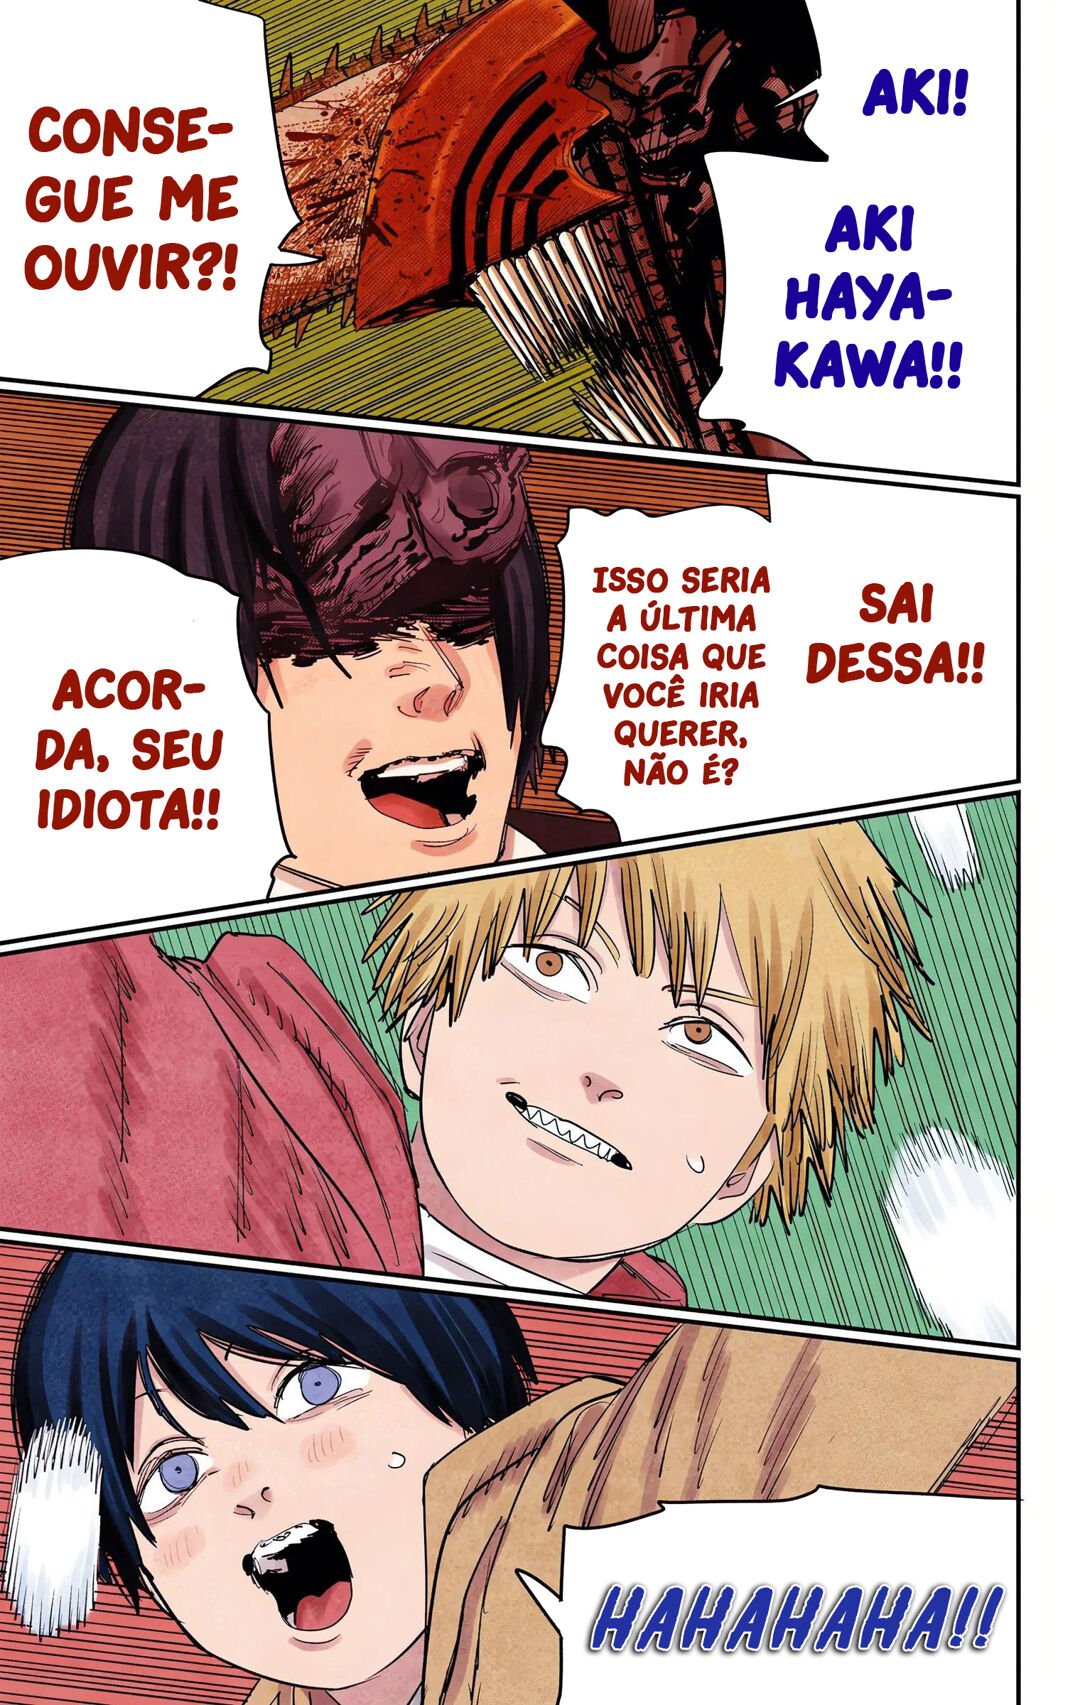 AKI!
AKI
HAYA-
KAWA!!
CONSE-
GUE ME
OUVIR?!
SAI
DESSA!!
ISSO SERIA
A ÚLTIMA
COISA QUE
VOCÊ IRIA
QUERER,
NÃO É?
ACOR-
DA, SEU
IDIOTA!!
HAHAHAHA!!